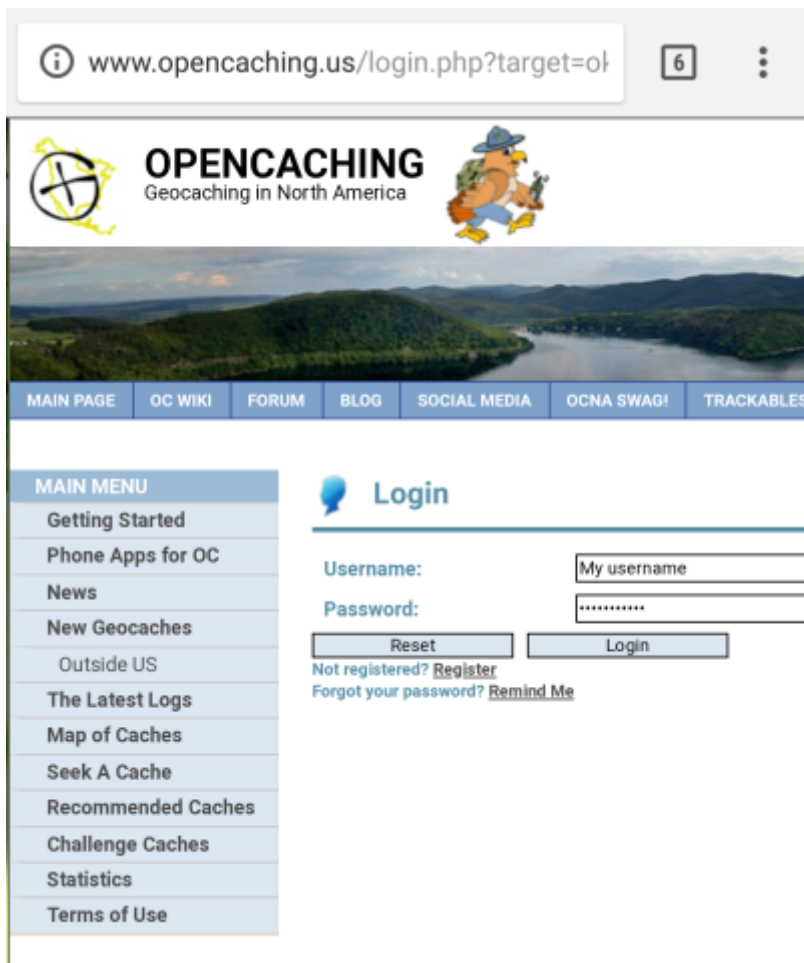 www.opencaching.us/login.php?target=ok
6
OPENCACHING
Geocaching in North America
MAIN PAGE OC WIKI FORUM BLOG SOCIAL MEDIA OCNA SWAG! TRACKABLES
MAIN MENU
Getting Started
Phone Apps for OC
News
New Geocaches
Outside US
The Latest Logs
Map of Caches
Seek A Cache
Recommended Caches
Challenge Caches
Statistics
Terms of Use
Login
Username: My username
Password: •••••••••••
Reset Login
Not registered? Register
Forgot your password? Remind Me